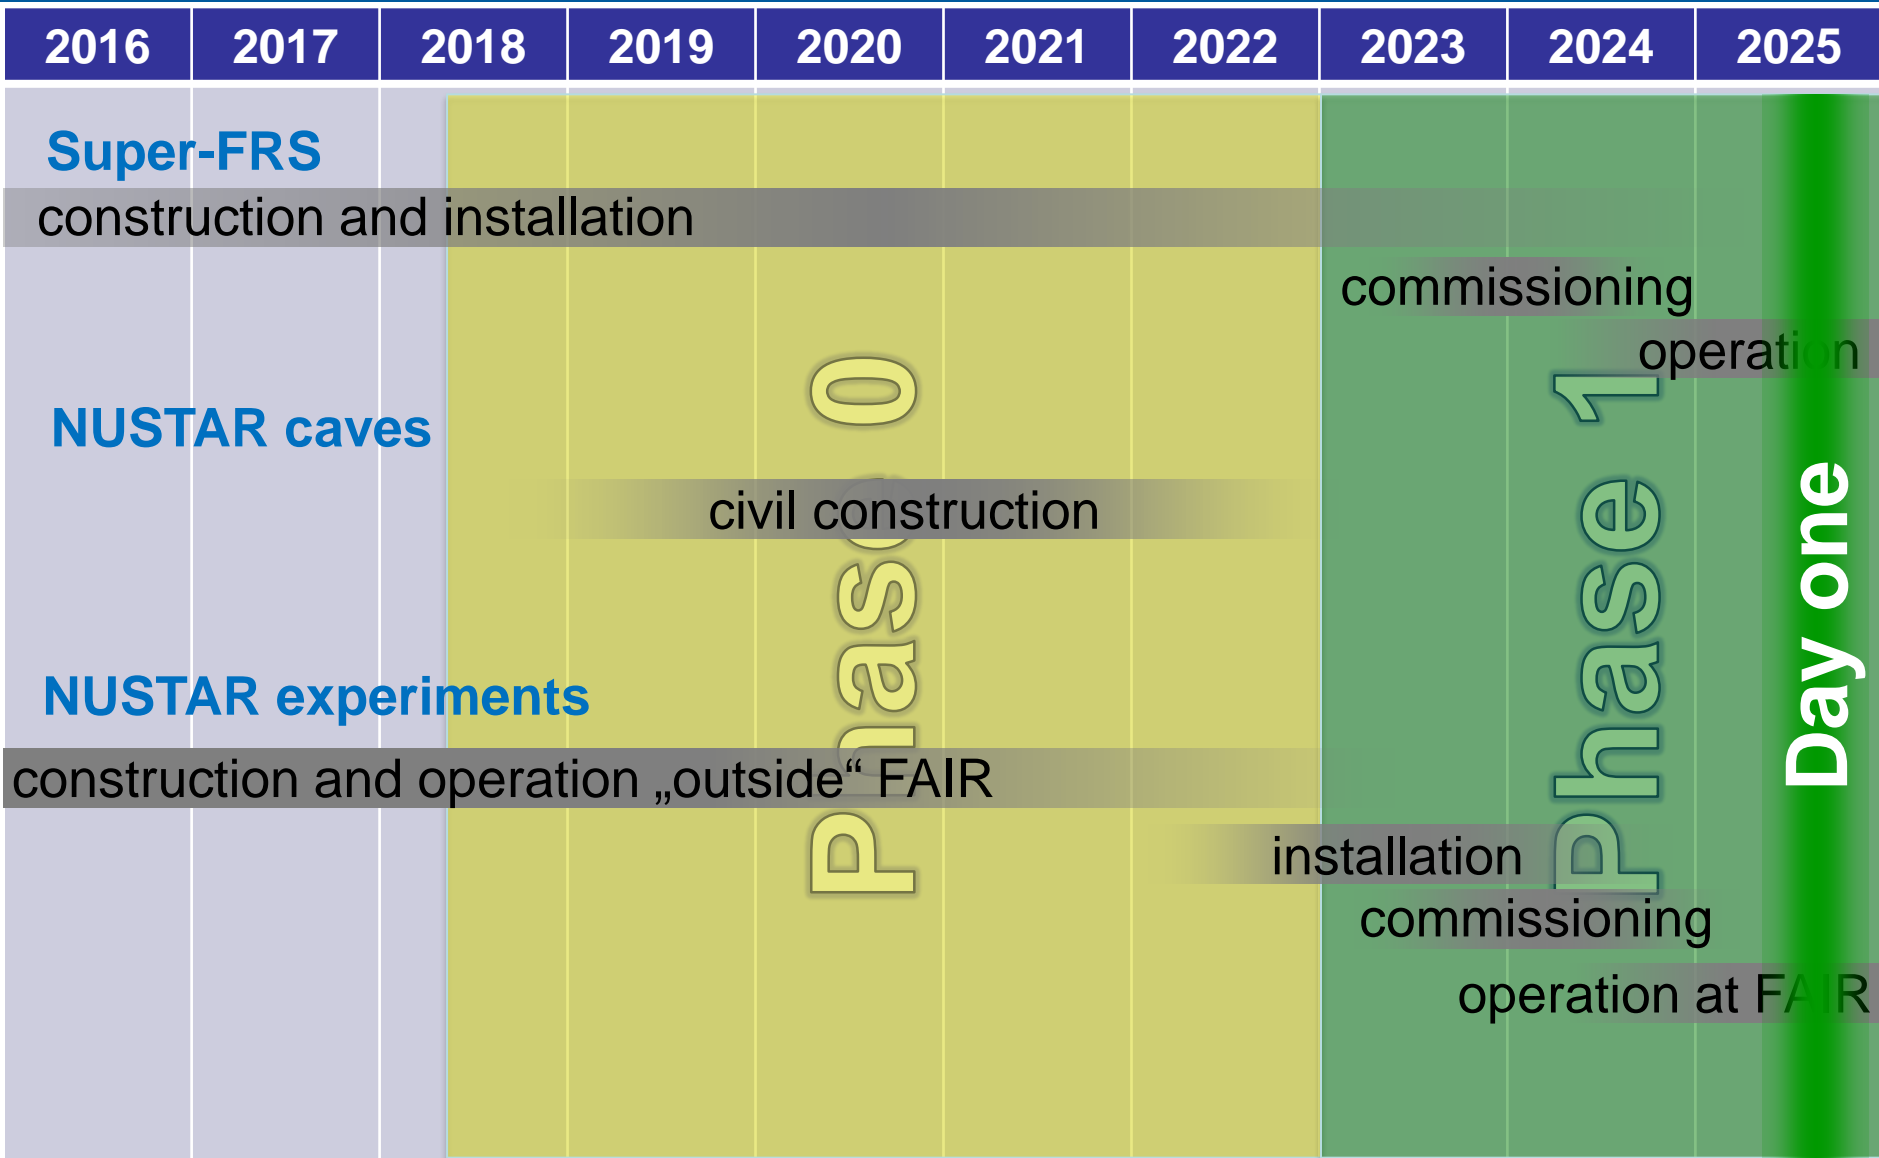 2016 2017 2018 2019 2020 2021 2022 2023 2024 2025
Super-FRS
construction and installation
commissioning
operation
NUSTAR caves
civil construction
NUSTAR experiments
construction and operation „outside“ FAIR
installation
commissioning
operation at FAIR
Phase 0
Phase 1
Day one